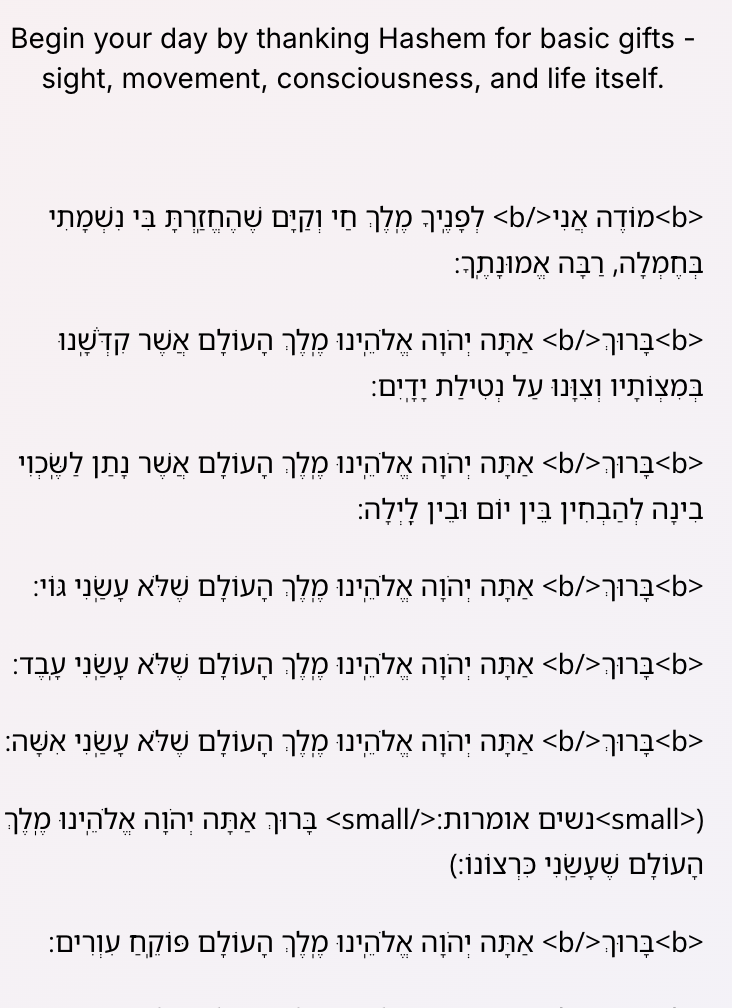 Begin your day by thanking Hashem for basic gifts -
sight, movement, consciousness, and life itself.
<b>מוֹדֶה אֲנִי</b> לְפָנֶֽיךָ מֶֽלֶךְ חַי וְקַיָּם שֶׁהֶחֱזַֽרְתָּ בִּי נִשְׁמָתִי
בְּחֶמְלָה, רַבָּה אֱמוּנָתֶֽךָ:
<b>בָּרוּךְ</b> אַתָּה יְהֹוָה אֱלֹהֵֽינוּ מֶֽלֶךְ הָעוֹלָם אֲשֶׁר קִדְּשָֽׁנוּ
בְּמִצְוֹתָיו וְצִוָּנוּ עַל נְטִילַת יָדָֽיִם:
<b>בָּרוּךְ</b> אַתָּה יְהֹוָה אֱלֹהֵֽינוּ מֶֽלֶךְ הָעוֹלָם אֲשֶׁר נָתַן לַשֶּֽׂכְוִי
בִינָה לְהַבְחִין בֵּין יוֹם וּבֵין לָֽיְלָה:
<b>בָּרוּךְ</b> אַתָּה יְהֹוָה אֱלֹהֵֽינוּ מֶֽלֶךְ הָעוֹלָם שֶׁלֹּא עָשַֽׂנִי גּוֹי:
<b>בָּרוּךְ</b> אַתָּה יְהֹוָה אֱלֹהֵֽינוּ מֶֽלֶךְ הָעוֹלָם שֶׁלֹּא עָשַֽׂנִי עָֽבֶד:
<b>בָּרוּךְ</b> אַתָּה יְהֹוָה אֱלֹהֵֽינוּ מֶֽלֶךְ הָעוֹלָם שֶׁלֹּא עָשַֽׂנִי אִשָּׁה:
(<small>נשים אומרות:</small> בָּרוּךְ אַתָּה יְהֹוָה אֱלֹהֵֽינוּ מֶֽלֶךְ
הָעוֹלָם שֶׁעָשַֽׂנִי כִּרְצוֹנוֹ:)
<b>בָּרוּךְ</b> אַתָּה יְהֹוָה אֱלֹהֵֽינוּ מֶֽלֶךְ הָעוֹלָם פּוֹקֵֽחַ עִוְרִים: